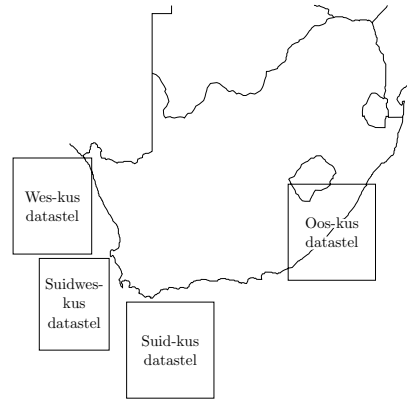 Wes-kus
datastel
Oos-kus
datastel
Suidwes-
kus
datastel
Suid-kus
datastel